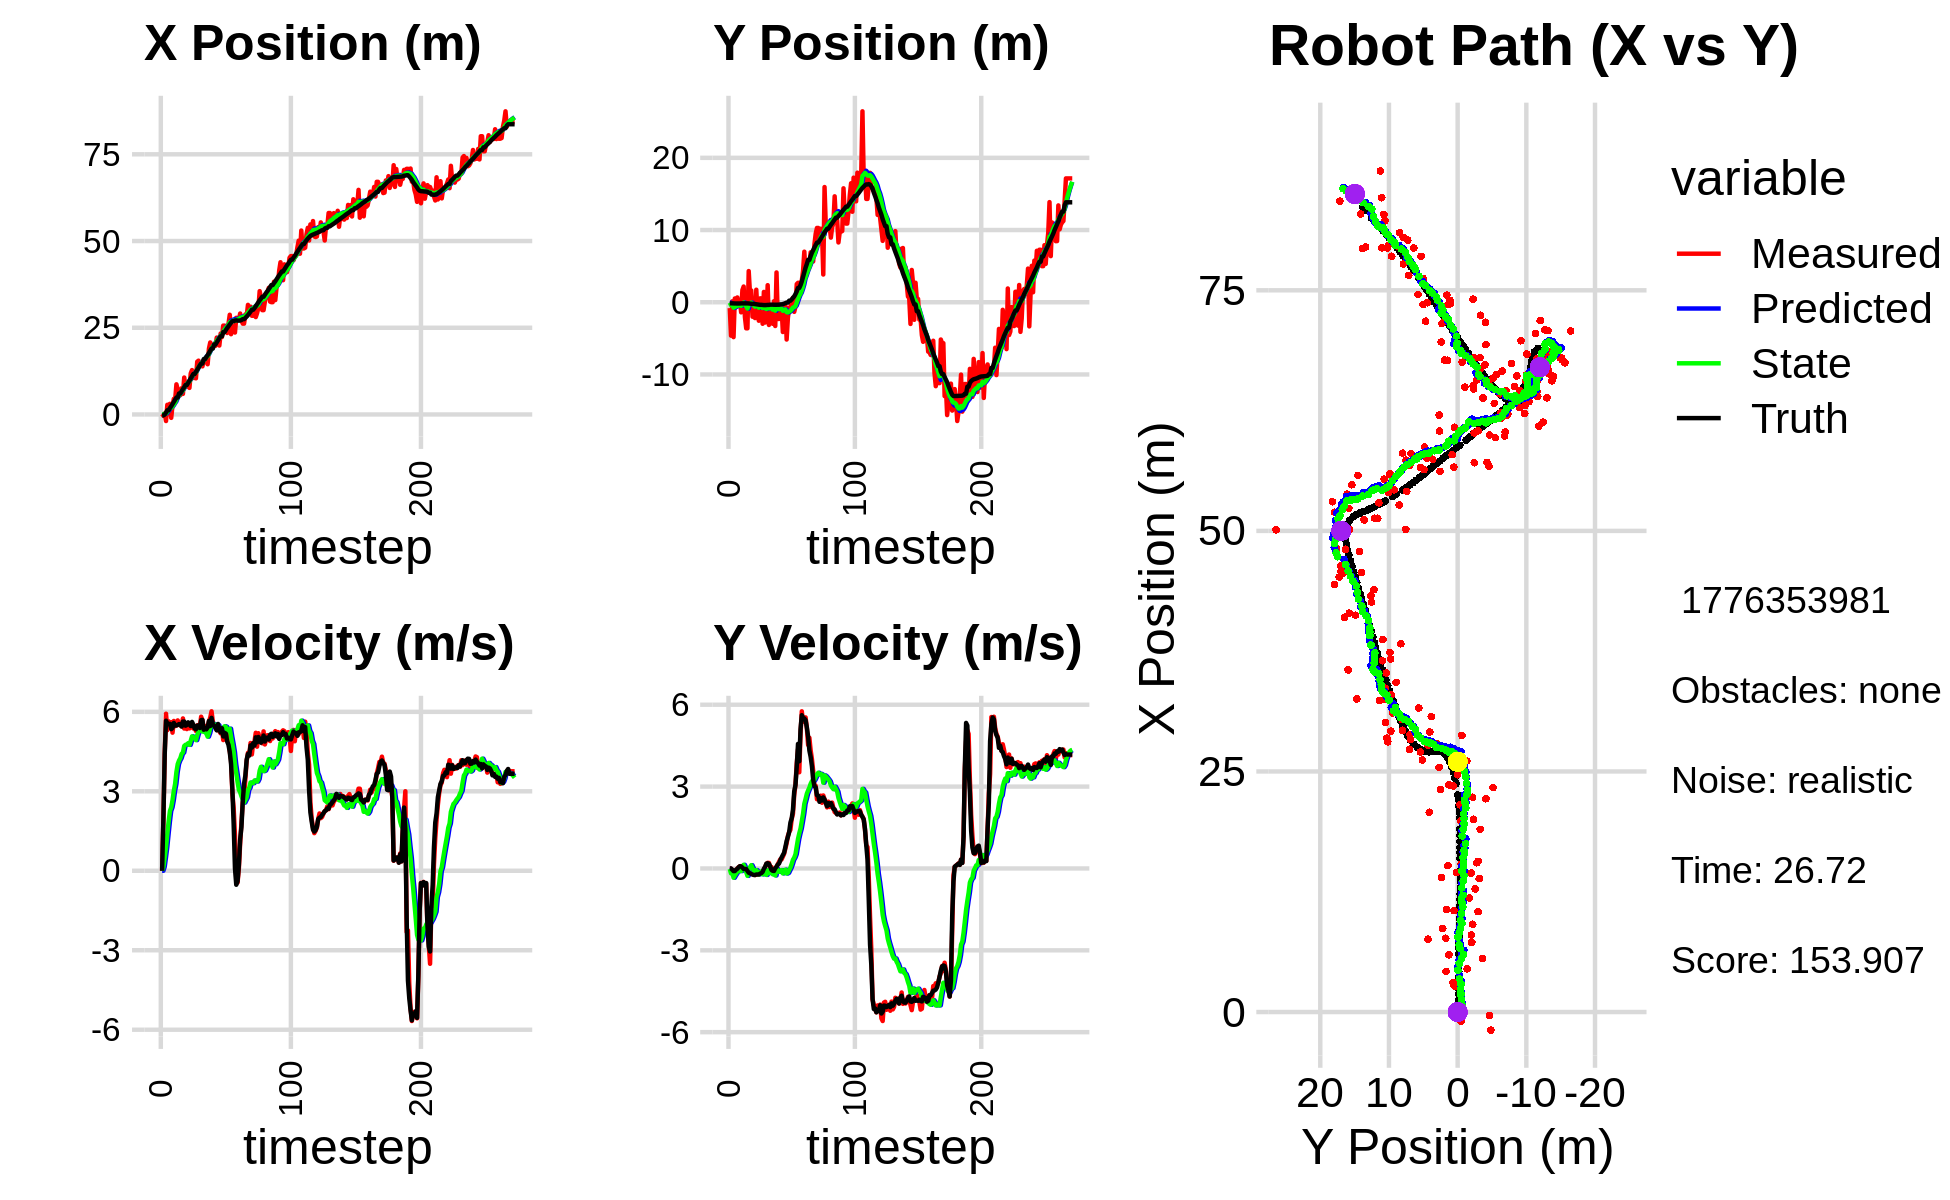 X Position (m)
75
50
25
0
0
100
200
timestep
Y Position (m)
20
10
0
-10
0
100
200
timestep
X Velocity (m/s)
6
3
0
-3
-6
0
100
200
timestep
Y Velocity (m/s)
6
3
0
-3
-6
0
100
200
timestep
Robot Path (X vs Y)
X Position (m)
75
50
25
0
20 10 0 -10 -20
Y Position (m)
variable
Measured
Predicted
State
Truth
1776353981
Obstacles: none
Noise: realistic
Time: 26.72
Score: 153.907